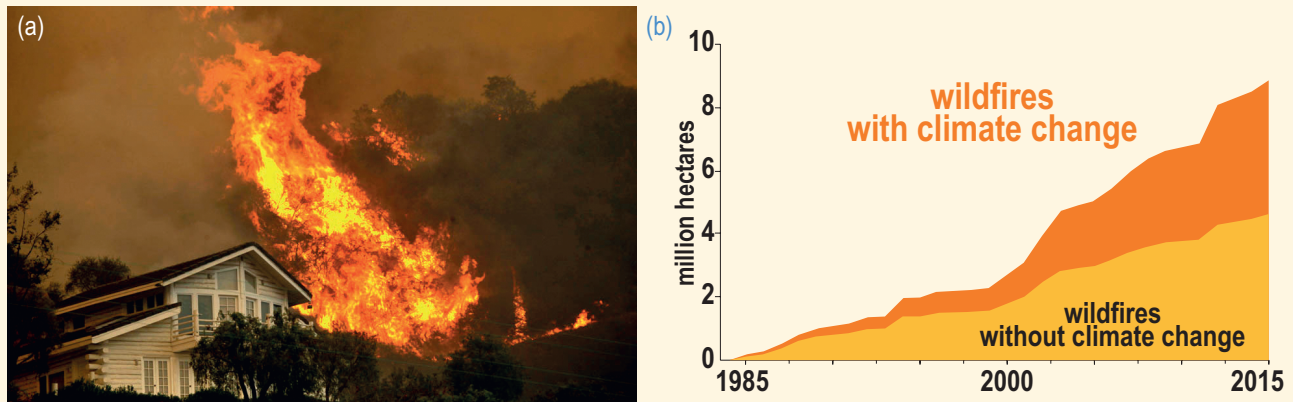 (a)
(b)
million hectares
10
8
6
4
2
0
wildfires
with climate change
wildfires
without climate change
1985
2000
2015